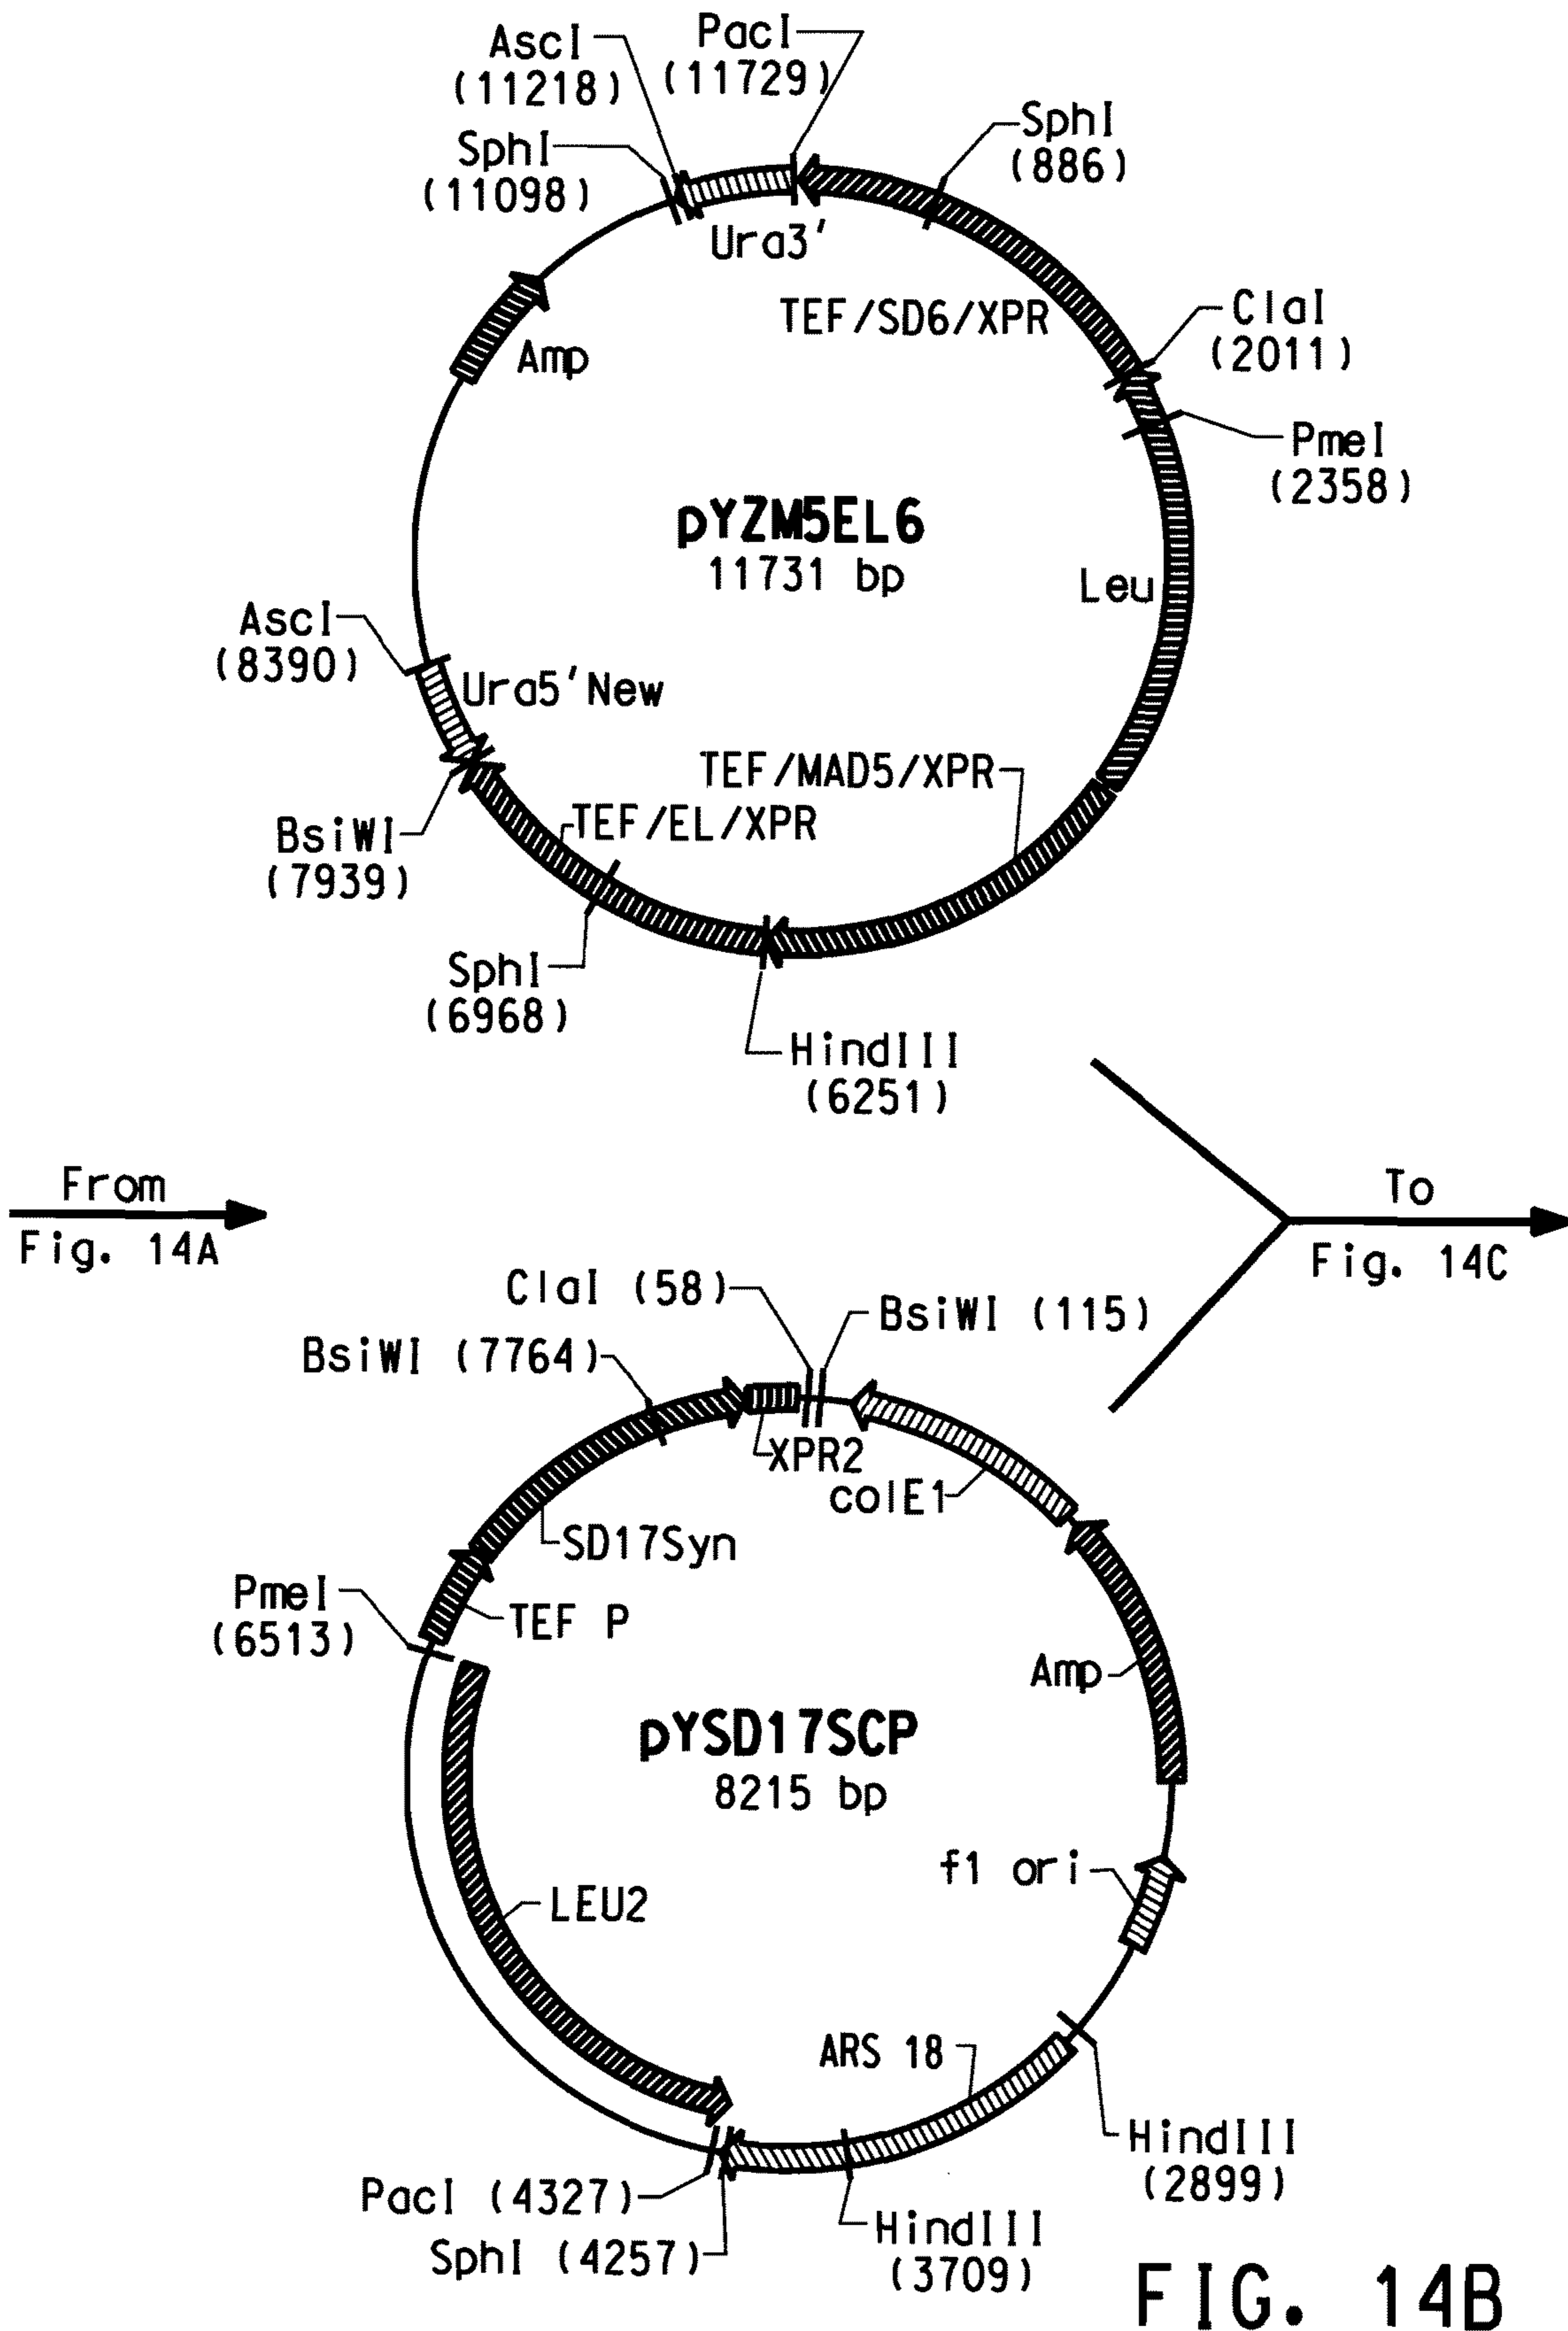 AscI
(11218)
PacI
(11729)
SphI
(11098)
SphI
(886)
Ura3'
TEF/SD6/XPR
ClaI
(2011)
Amp
PmeI
(2358)
pYZM5EL6
11731 bp
Leu
AscI
(8390)
Ura5'New
TEF/MAD5/XPR
TEF/EL/XPR
BsiWI
(7939)
SphI
(6968)
HindIII
(6251)
From
Fig. 14A
To
Fig. 14C
ClaI (58)
BsiWI (115)
BsiWI (7764)
XPR2
colE1
SD17Syn
PmeI
(6513)
TEF P
Amp
pYSD17SCP
8215 bp
f1 ori
LEU2
ARS 18
HindIII
(2899)
PacI (4327)
HindIII
(3709)
SphI (4257)
FIG. 14B